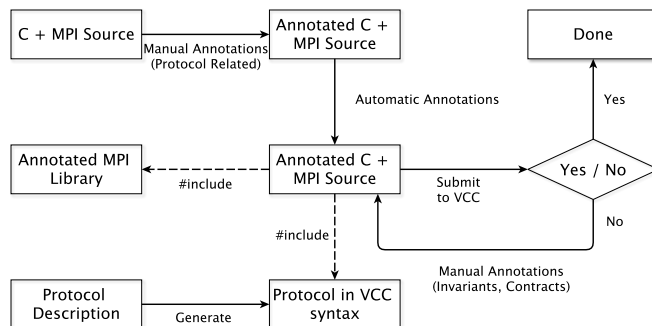 C + MPI Source
Manual Annotations
(Protocol Related)
Annotated C +
MPI Source
Done
Automatic Annotations
Yes
Annotated MPI
Library
#include
Annotated C +
MPI Source
Submit
to VCC
Yes / No
No
#include
Manual Annotations
(Invariants, Contracts)
Protocol
Description
Generate
Protocol in VCC
syntax